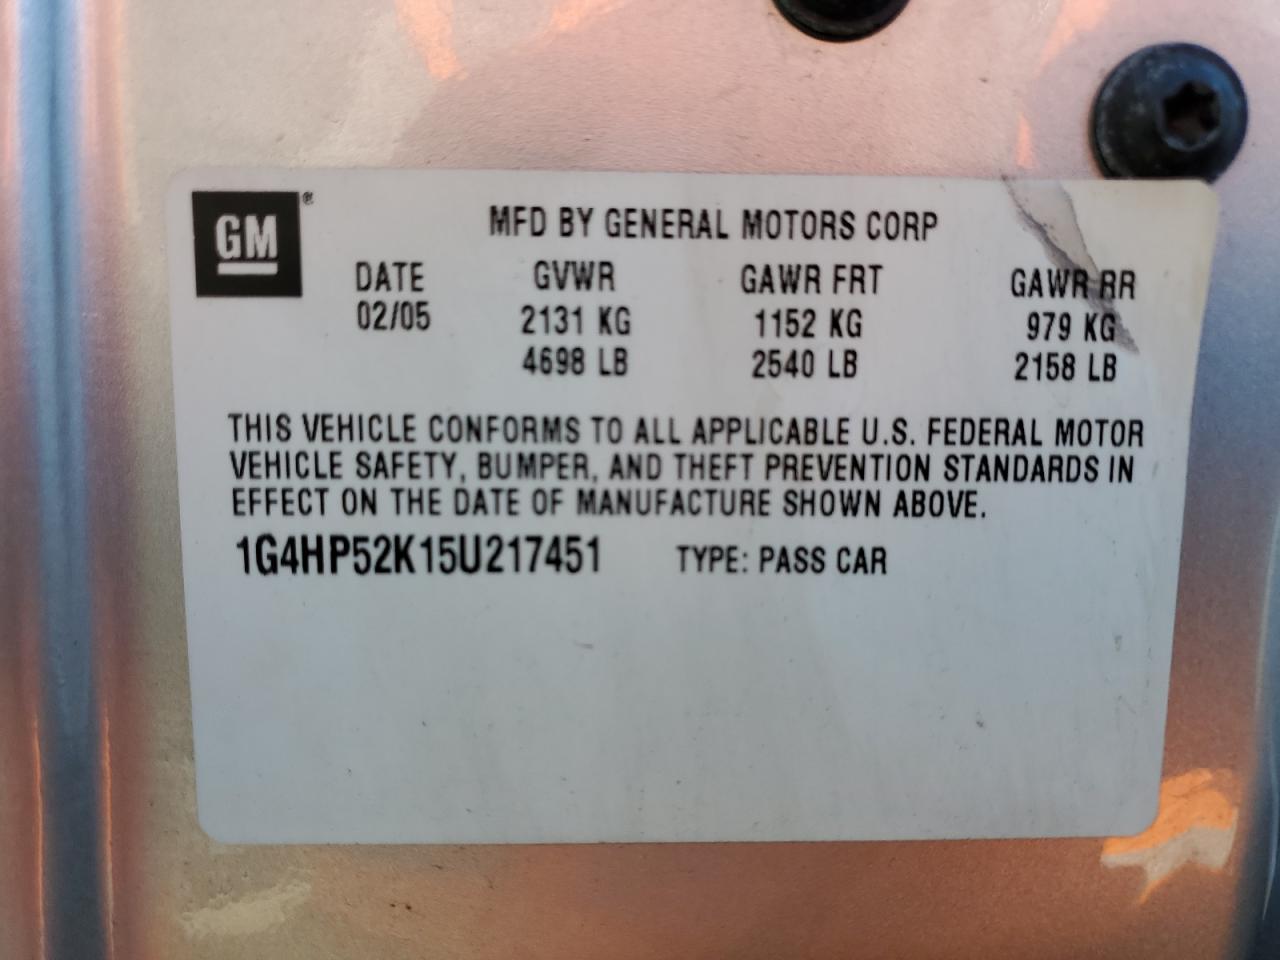 GM®
MFD BY GENERAL MOTORS CORP
DATE GVWR GAWR FRT GAWR RR
02/05 2131 KG 1152 KG 979 KG
4698 LB 2540 LB 2158 LB
THIS VEHICLE CONFORMS TO ALL APPLICABLE U.S. FEDERAL MOTOR
VEHICLE SAFETY, BUMPER, AND THEFT PREVENTION STANDARDS IN
EFFECT ON THE DATE OF MANUFACTURE SHOWN ABOVE.
1G4HP52K15U217451 TYPE: PASS CAR